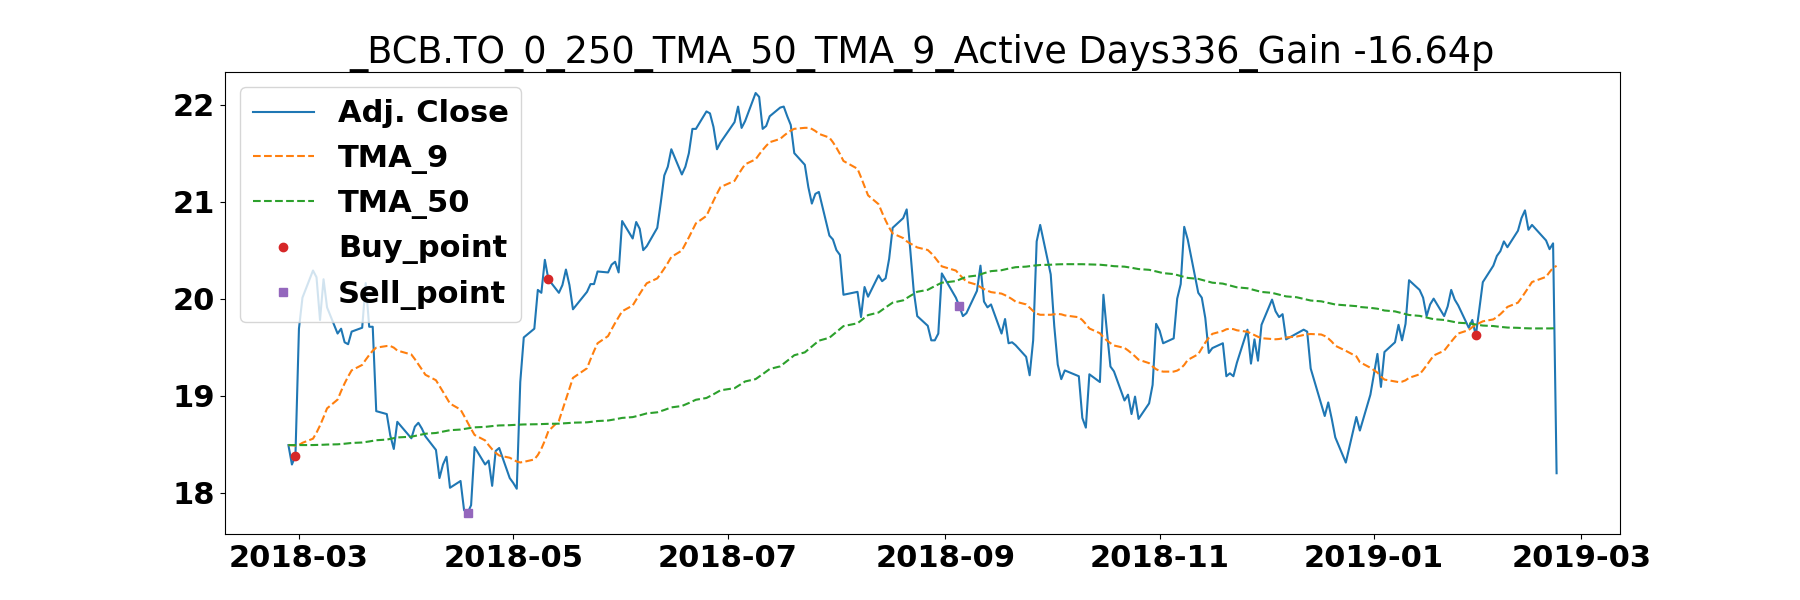 _BCB.TO_0_250_TMA_50_TMA_9_Active Days336_Gain -16.64p
22
21
20
19
18
Adj. Close
TMA_9
TMA_50
Buy_point
Sell_point
2018-03 2018-05 2018-07 2018-09 2018-11 2019-01 2019-03